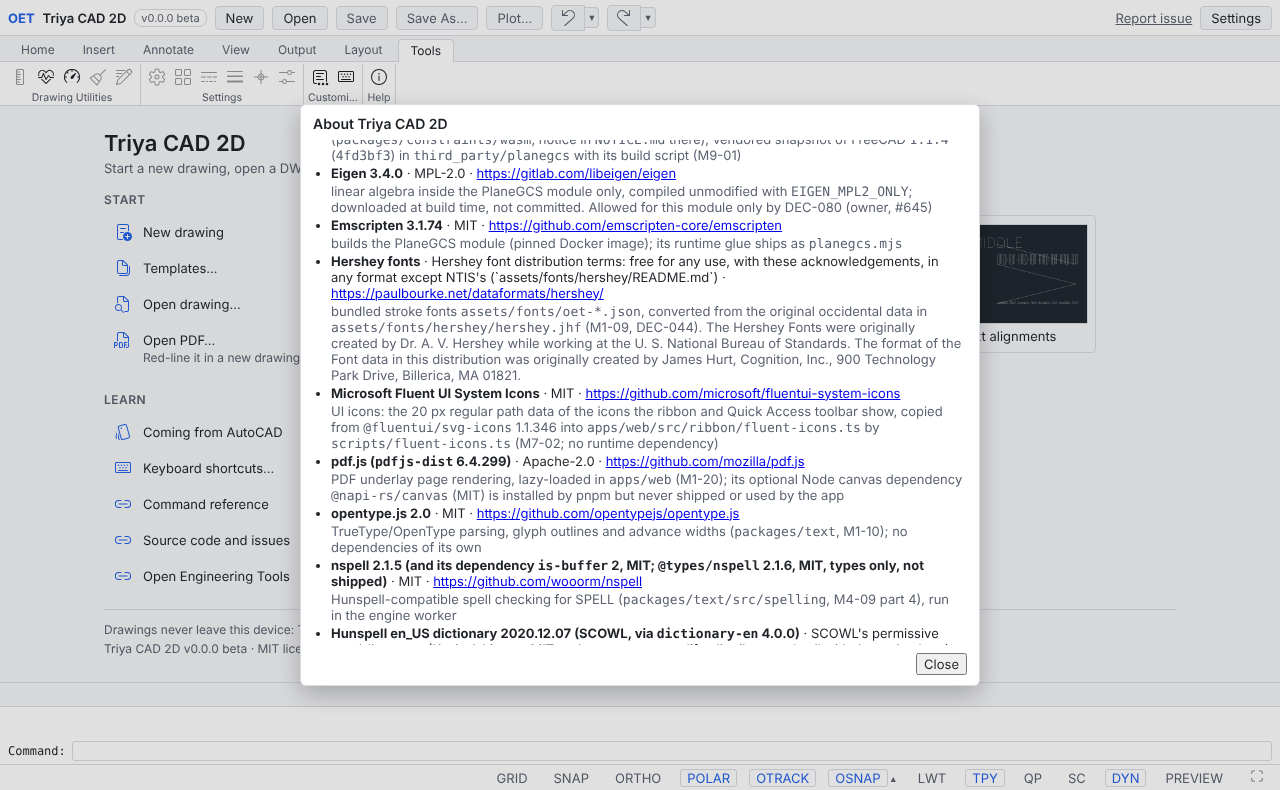 OET Triya CAD 2D v0.0.0 beta New Open Save Save As... Plot... Report issue Settings
Home Insert Annotate View Output Layout Tools
Drawing Utilities Settings Customi... Help
About Triya CAD 2D
Triya CAD 2D
Start a new drawing, open a DW
START
New drawing
Templates...
Open drawing...
Open PDF...
Red-line it in a new drawing
LEARN
Coming from AutoCAD
Keyboard shortcuts...
Command reference
Source code and issues
Open Engineering Tools
Drawings never leave this device: T
Triya CAD 2D v0.0.0 beta · MIT lice
(packages/constraints/wasm, notice in NOTICE.md there); vendored snapshot of FreeCAD 1.1.4
(4fd3bf3) in third_party/planegcs with its build script (M9-01)
• Eigen 3.4.0 · MPL-2.0 · https://gitlab.com/libeigen/eigen
linear algebra inside the PlaneGCS module only, compiled unmodified with EIGEN_MPL2_ONLY;
downloaded at build time, not committed. Allowed for this module only by DEC-080 (owner, #645)
• Emscripten 3.1.74 · MIT · https://github.com/emscripten-core/emscripten
builds the PlaneGCS module (pinned Docker image); its runtime glue ships as planegcs.mjs
• Hershey fonts · Hershey font distribution terms: free for any use, with these acknowledgements, in
any format except NTIS's (`assets/fonts/hershey/README.md`) ·
https://paulbourke.net/dataformats/hershey/
bundled stroke fonts assets/fonts/oet-*.json, converted from the original occidental data in
assets/fonts/hershey/hershey.jhf (M1-09, DEC-044). The Hershey Fonts were originally
created by Dr. A. V. Hershey while working at the U. S. National Bureau of Standards. The format of the
Font data in this distribution was originally created by James Hurt, Cognition, Inc., 900 Technology
Park Drive, Billerica, MA 01821.
• Microsoft Fluent UI System Icons · MIT · https://github.com/microsoft/fluentui-system-icons
UI icons: the 20 px regular path data of the icons the ribbon and Quick Access toolbar show, copied
from @fluentui/svg-icons 1.1.346 into apps/web/src/ribbon/fluent-icons.ts by
scripts/fluent-icons.ts (M7-02; no runtime dependency)
• pdf.js (pdfjs-dist 6.4.299) · Apache-2.0 · https://github.com/mozilla/pdf.js
PDF underlay page rendering, lazy-loaded in apps/web (M1-20); its optional Node canvas dependency
@napi-rs/canvas (MIT) is installed by pnpm but never shipped or used by the app
• opentype.js 2.0 · MIT · https://github.com/opentypejs/opentype.js
TrueType/OpenType parsing, glyph outlines and advance widths (packages/text, M1-10); no
dependencies of its own
• nspell 2.1.5 (and its dependency is-buffer 2, MIT; @types/nspell 2.1.6, MIT, types only, not
shipped) · MIT · https://github.com/wooorm/nspell
Hunspell-compatible spell checking for SPELL (packages/text/src/spelling, M4-09 part 4), run
in the engine worker
• Hunspell en_US dictionary 2020.12.07 (SCOWL, via dictionary-en 4.0.0) · SCOWL's permissive
Close
MIDDLE
t alignments
Command:
GRID SNAP ORTHO POLAR OTRACK OSNAP LWT TPY QP SC DYN PREVIEW